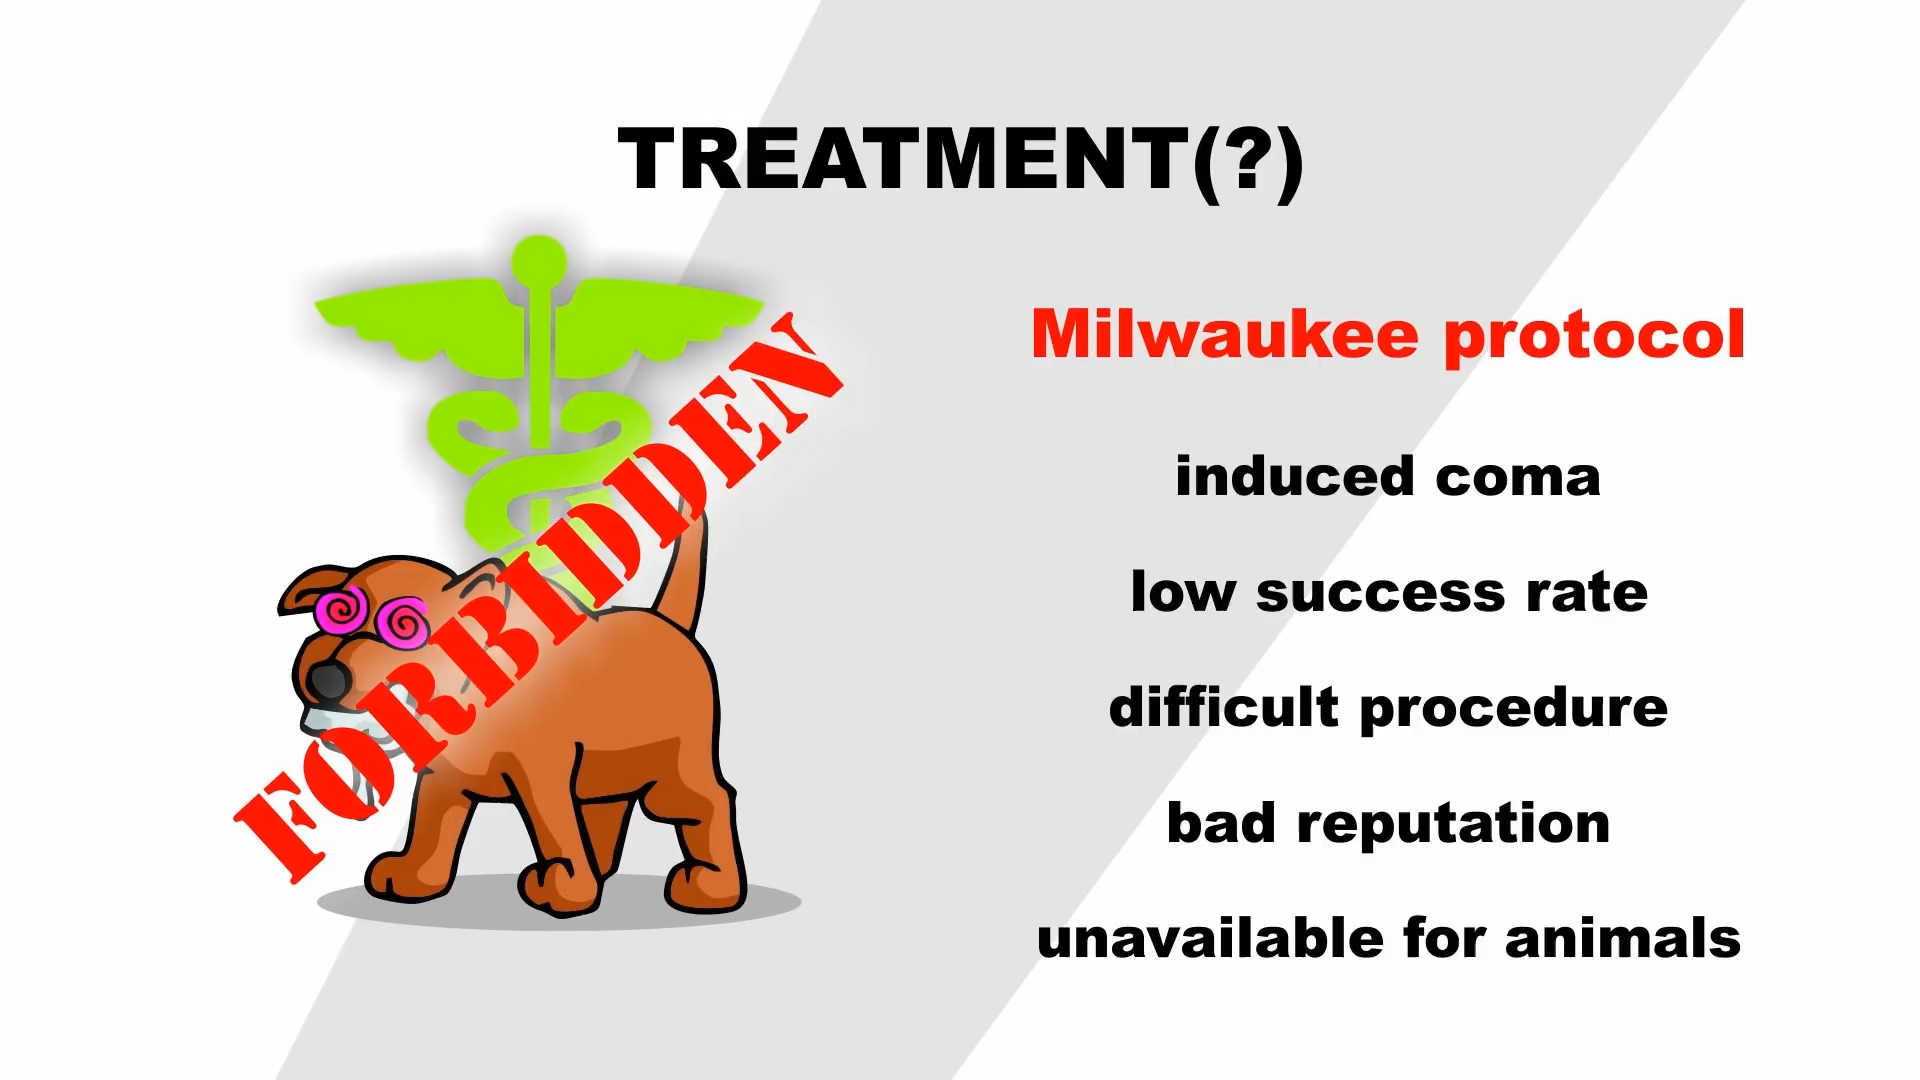 TREATMENT(?)
FORBIDDEN
Milwaukee protocol
induced coma
low success rate
difficult procedure
bad reputation
unavailable for animals